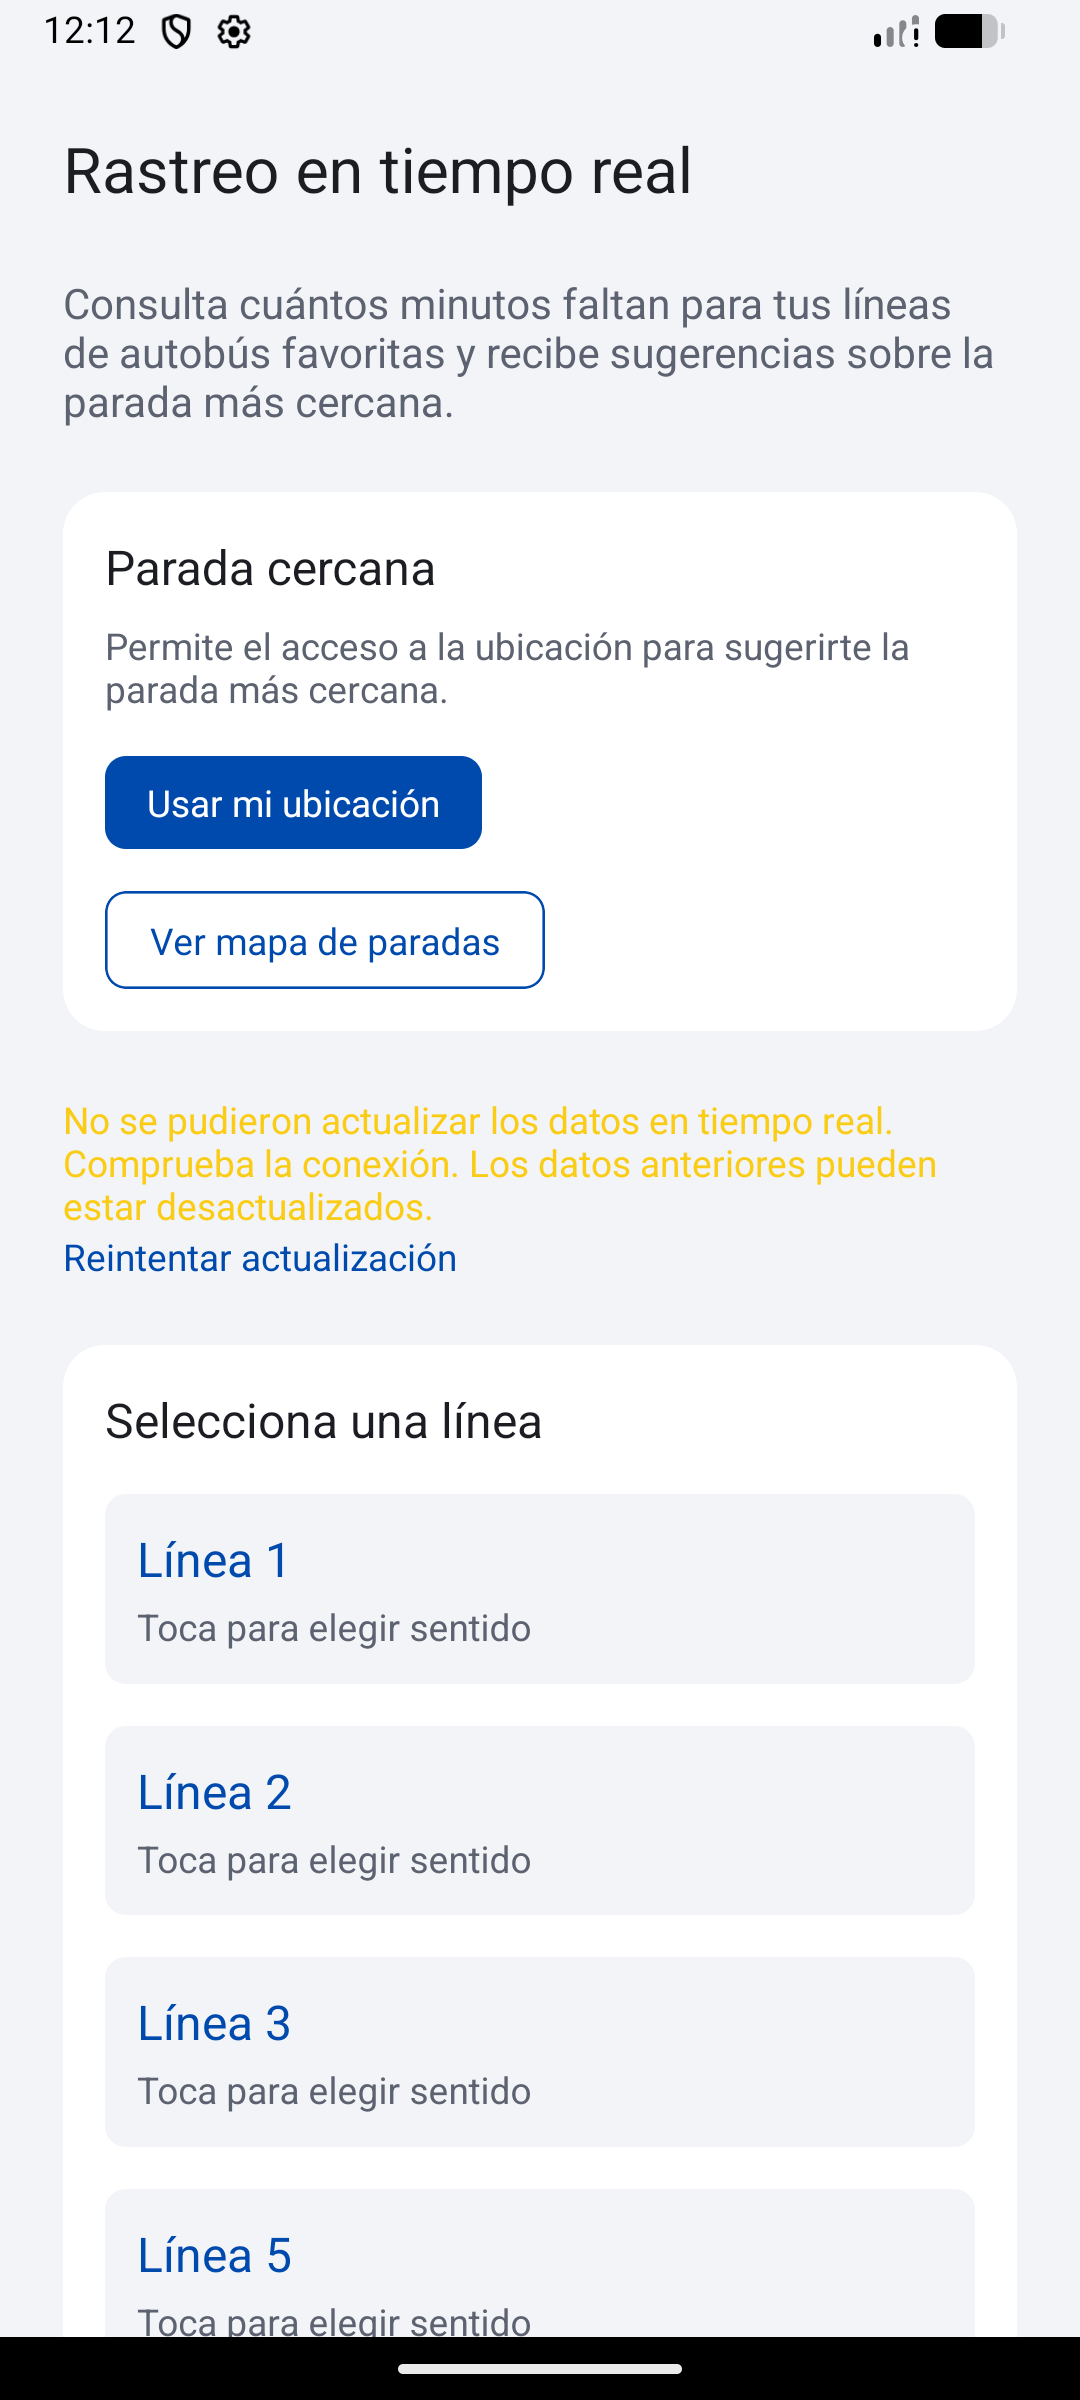 12:12
Rastreo en tiempo real
Consulta cuántos minutos faltan para tus líneas
de autobús favoritas y recibe sugerencias sobre la
parada más cercana.
Parada cercana
Permite el acceso a la ubicación para sugerirte la
parada más cercana.
Usar mi ubicación
Ver mapa de paradas
No se pudieron actualizar los datos en tiempo real.
Comprueba la conexión. Los datos anteriores pueden
estar desactualizados.
Reintentar actualización
Selecciona una línea
Línea 1
Toca para elegir sentido
Línea 2
Toca para elegir sentido
Línea 3
Toca para elegir sentido
Línea 5
Toca para elegir sentido